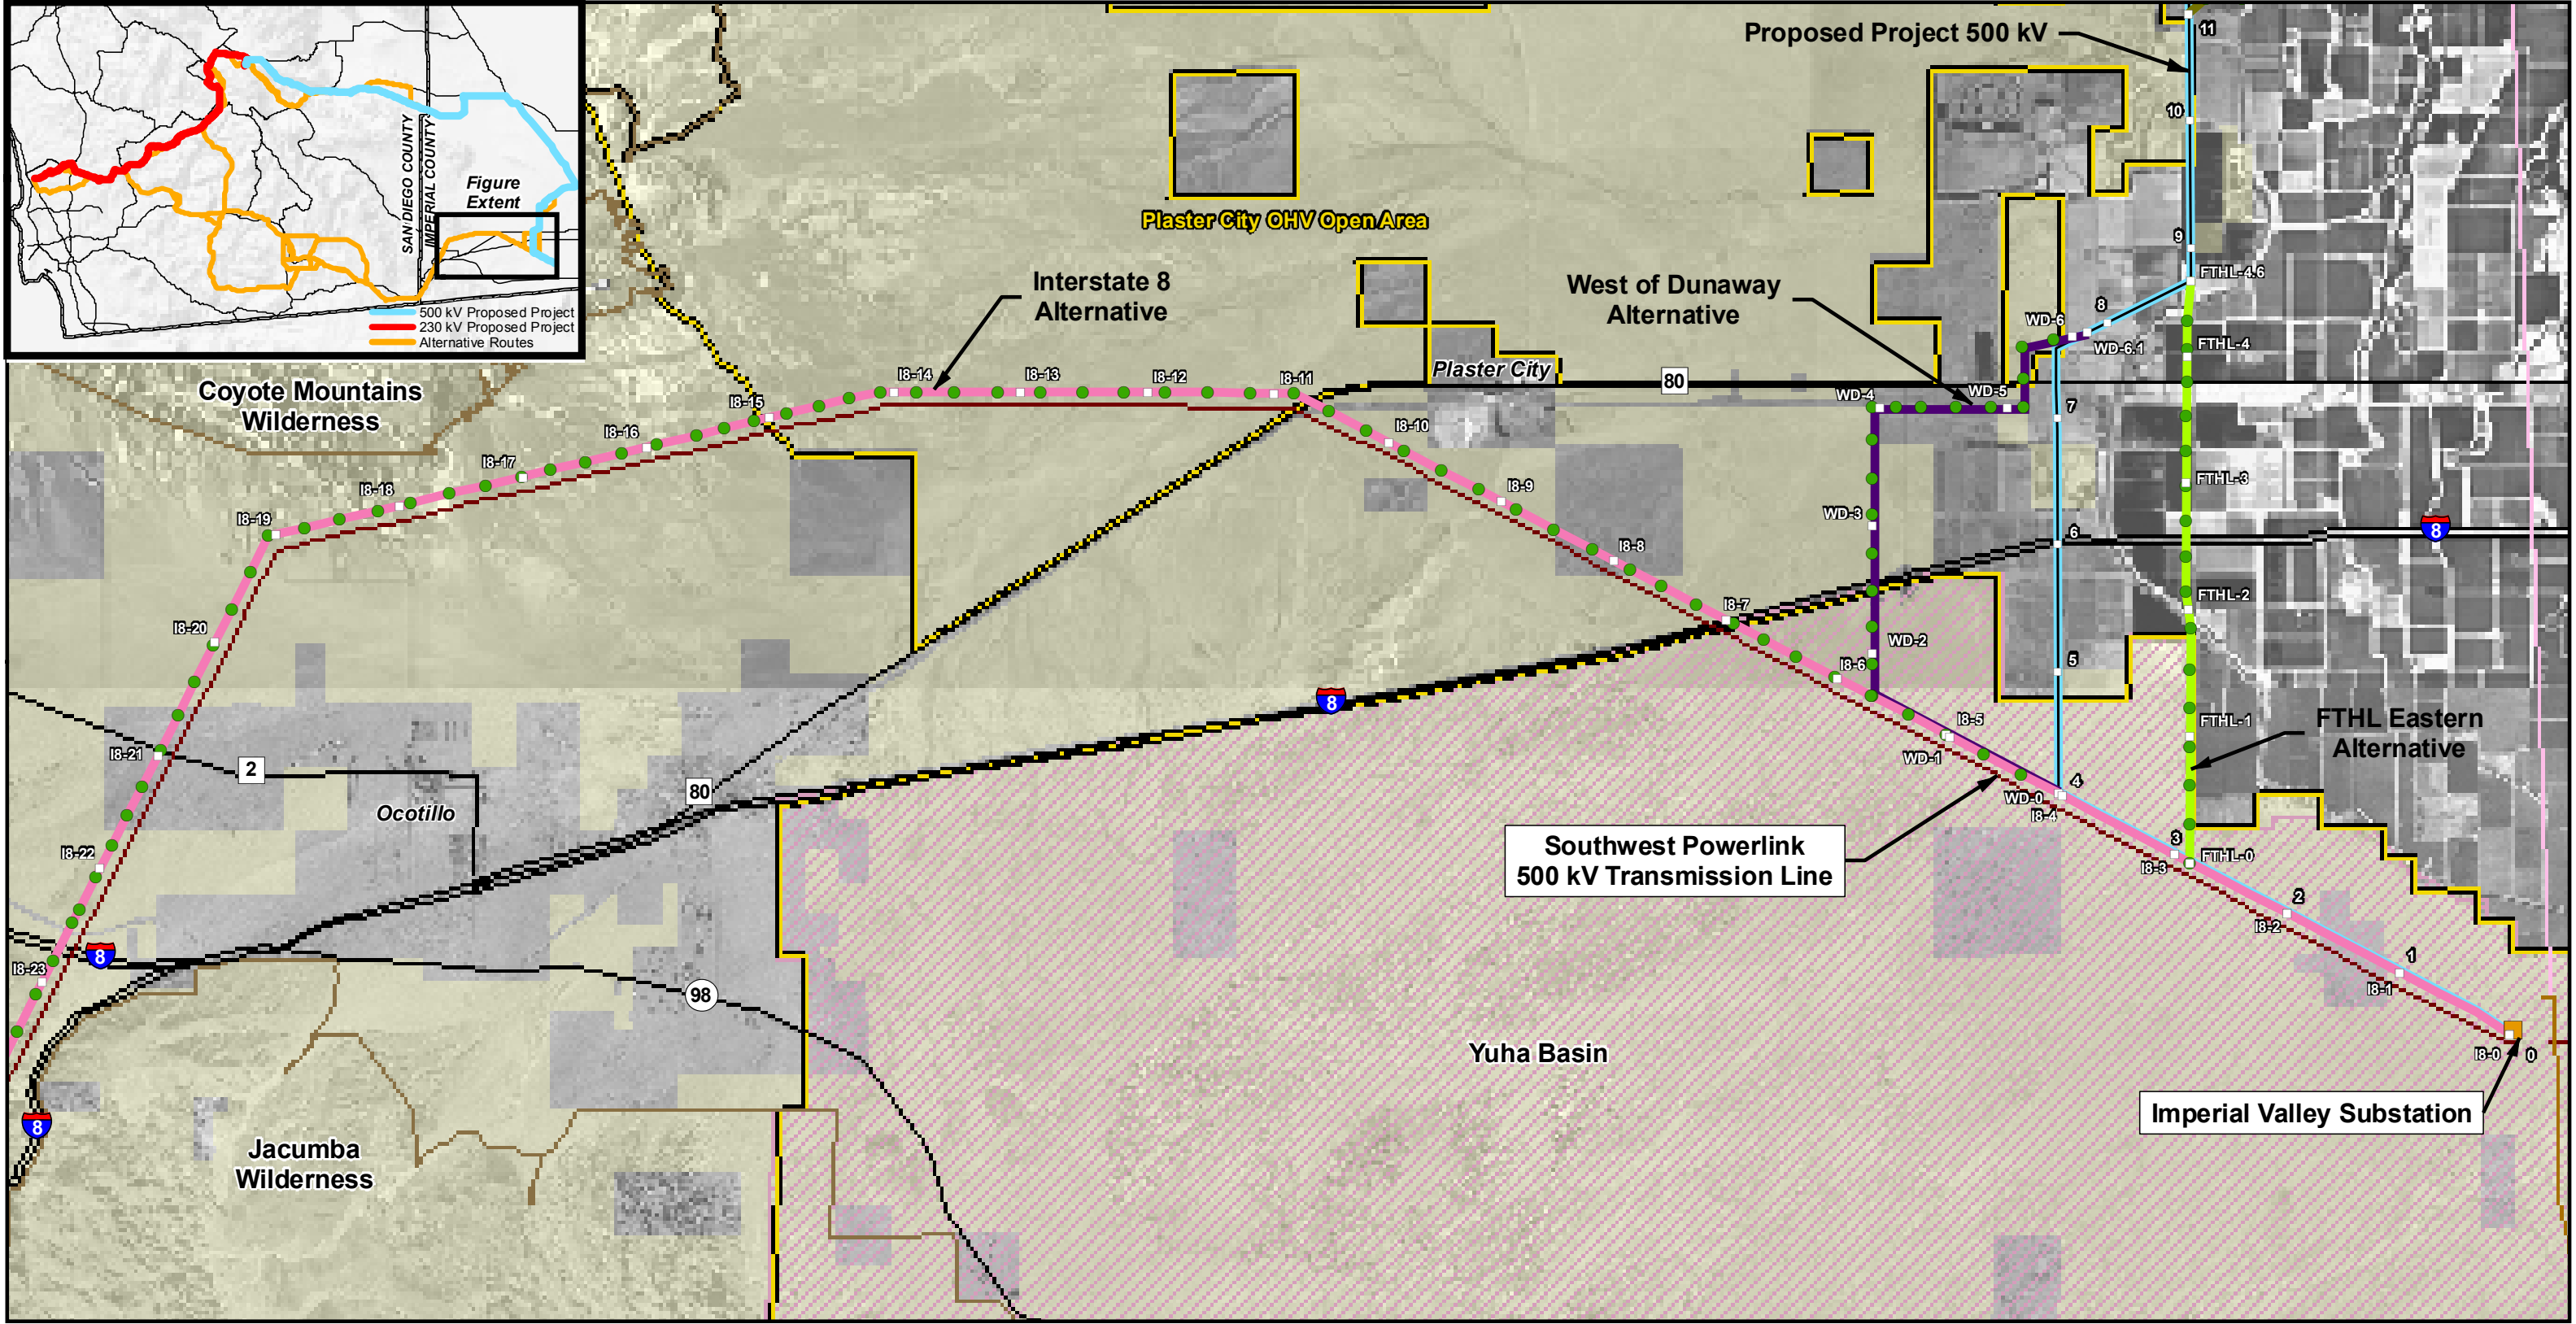 SAN DIEGO COUNTY
IMPERIAL COUNTY
Figure
Extent
500 kV Proposed Project
230 kV Proposed Project
Alternative Routes
Proposed Project 500 kV
11
10
9
Plaster City OHV Open Area
Interstate 8
Alternative
West of Dunaway
Alternative
FTHL-4.6
8
WD-6
WD-6.1
FTHL-4
Plaster City
80
Coyote Mountains
Wilderness
I8-14
I8-13
I8-12
I8-11
I8-15
WD-4
WD-5
7
I8-16
I8-10
I8-17
I8-18
I8-9
FTHL-3
I8-19
WD-3
6
8
I8-8
FTHL-2
I8-7
I8-20
WD-2
I8-6
5
8
I8-5
FTHL-1
FTHL Eastern
Alternative
I8-21
2
WD-1
4
80
WD-0
I8-4
Ocotillo
3
Southwest Powerlink
500 kV Transmission Line
I8-22
FTHL-0
I8-3
2
I8-2
8
1
I8-23
I8-1
98
Yuha Basin
I8-0
0
Imperial Valley Substation
8
Jacumba
Wilderness